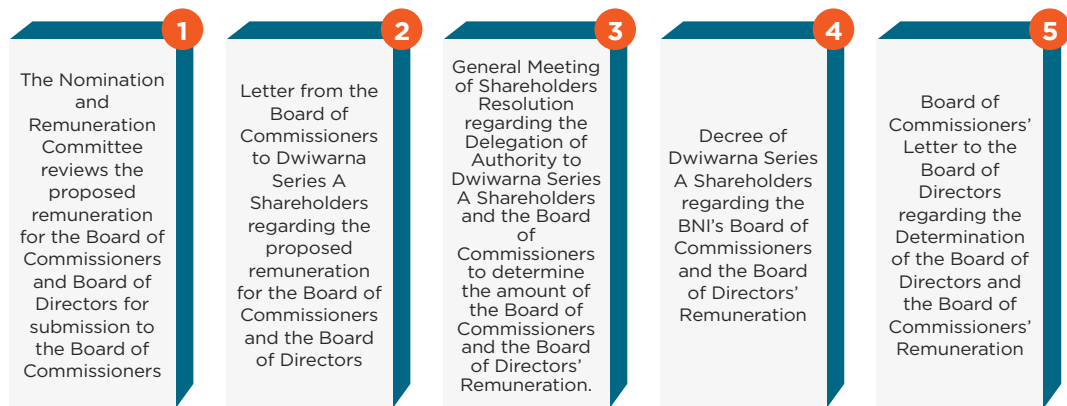 1
The Nomination
and
Remuneration
Committee
reviews the
proposed
remuneration
for the Board of
Commissioners
and Board of
Directors for
submission to
the Board of
Commissioners
2
Letter from the
Board of
Commissioners
to Dwiwarna
Series A
Shareholders
regarding the
proposed
remuneration
for the Board of
Commissioners
and the Board
of Directors
3
General Meeting
of Shareholders
Resolution
regarding the
Delegation of
Authority to
Dwiwarna Series
A Shareholders
and the Board
of
Commissioners
to determine
the amount of
the Board of
Commissioners
and the Board
of Directors’
Remuneration.
4
Decree of
Dwiwarna Series
A Shareholders
regarding the
BNI’s Board of
Commissioners
and the Board
of Directors’
Remuneration
5
Board of
Commissioners’
Letter to the
Board of
Directors
regarding the
Determination
of the Board of
Directors and
the Board of
Commissioners’
Remuneration